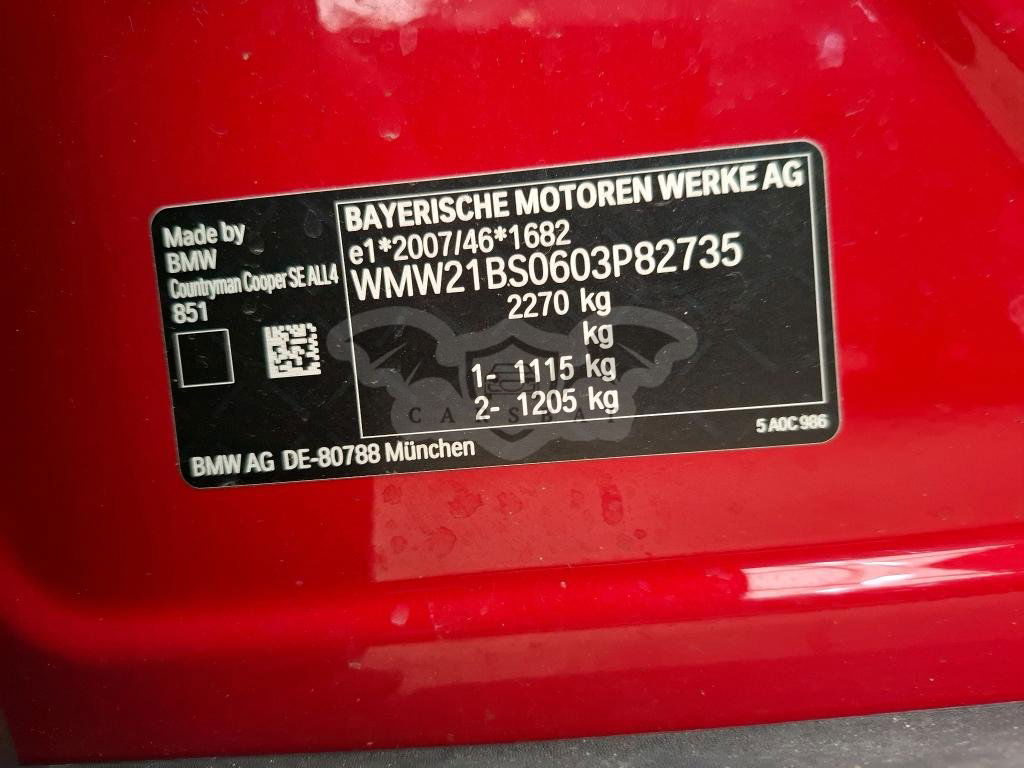 Made by
BMW
Countryman Cooper SE ALL4
851
BAYERISCHE MOTOREN WERKE AG
e1*2007/46*1682
WMW21BS0603P82735
2270 kg
kg
1- 1115 kg
2- 1205 kg
CARSBAT
5 A0C 986
BMW AG DE-80788 München